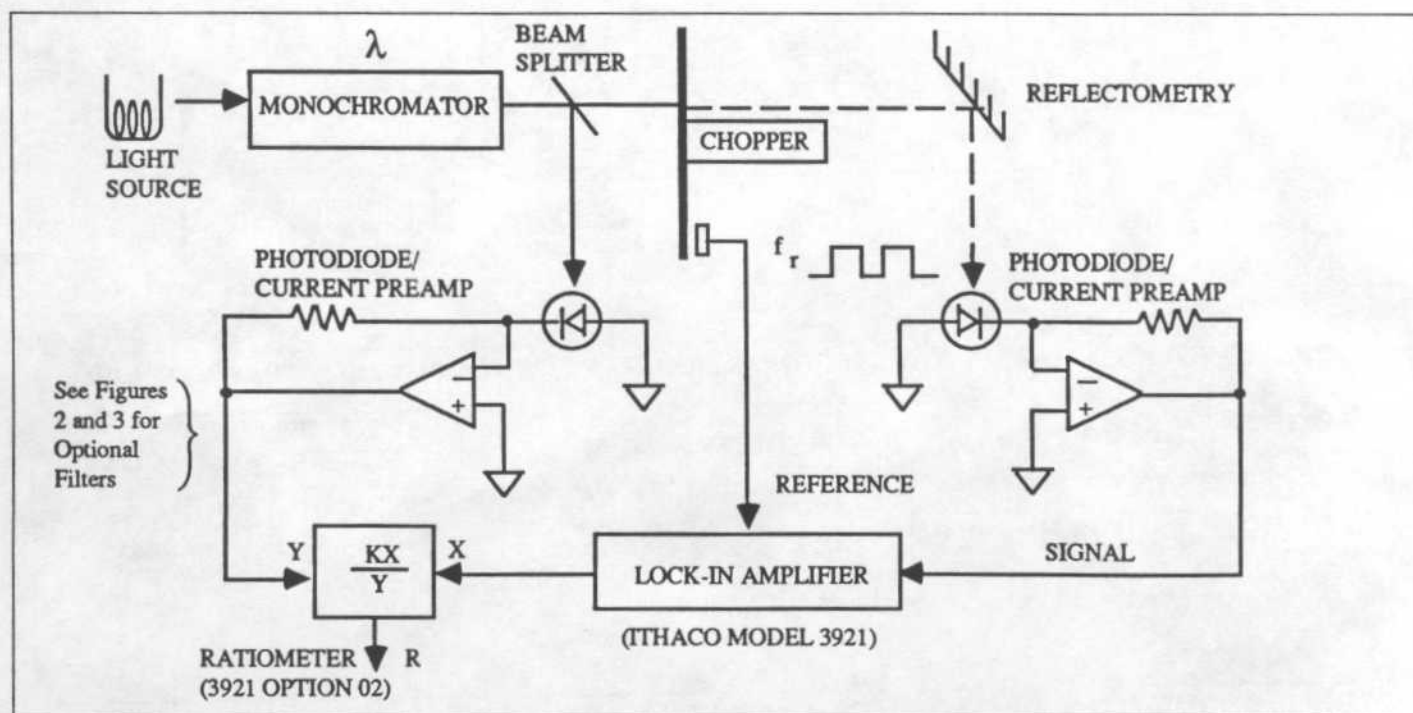 λ
BEAM
SPLITTER
MONOCHROMATOR
LIGHT
SOURCE
CHOPPER
REFLECTOMETRY
PHOTODIODE/
CURRENT PREAMP
f r
PHOTODIODE/
CURRENT PREAMP
See Figures
2 and 3 for
Optional
Filters
−
+
−
+
REFERENCE
SIGNAL
Y
KX
Y
X
LOCK-IN AMPLIFIER
(ITHACO MODEL 3921)
RATIOMETER
(3921 OPTION 02)
R